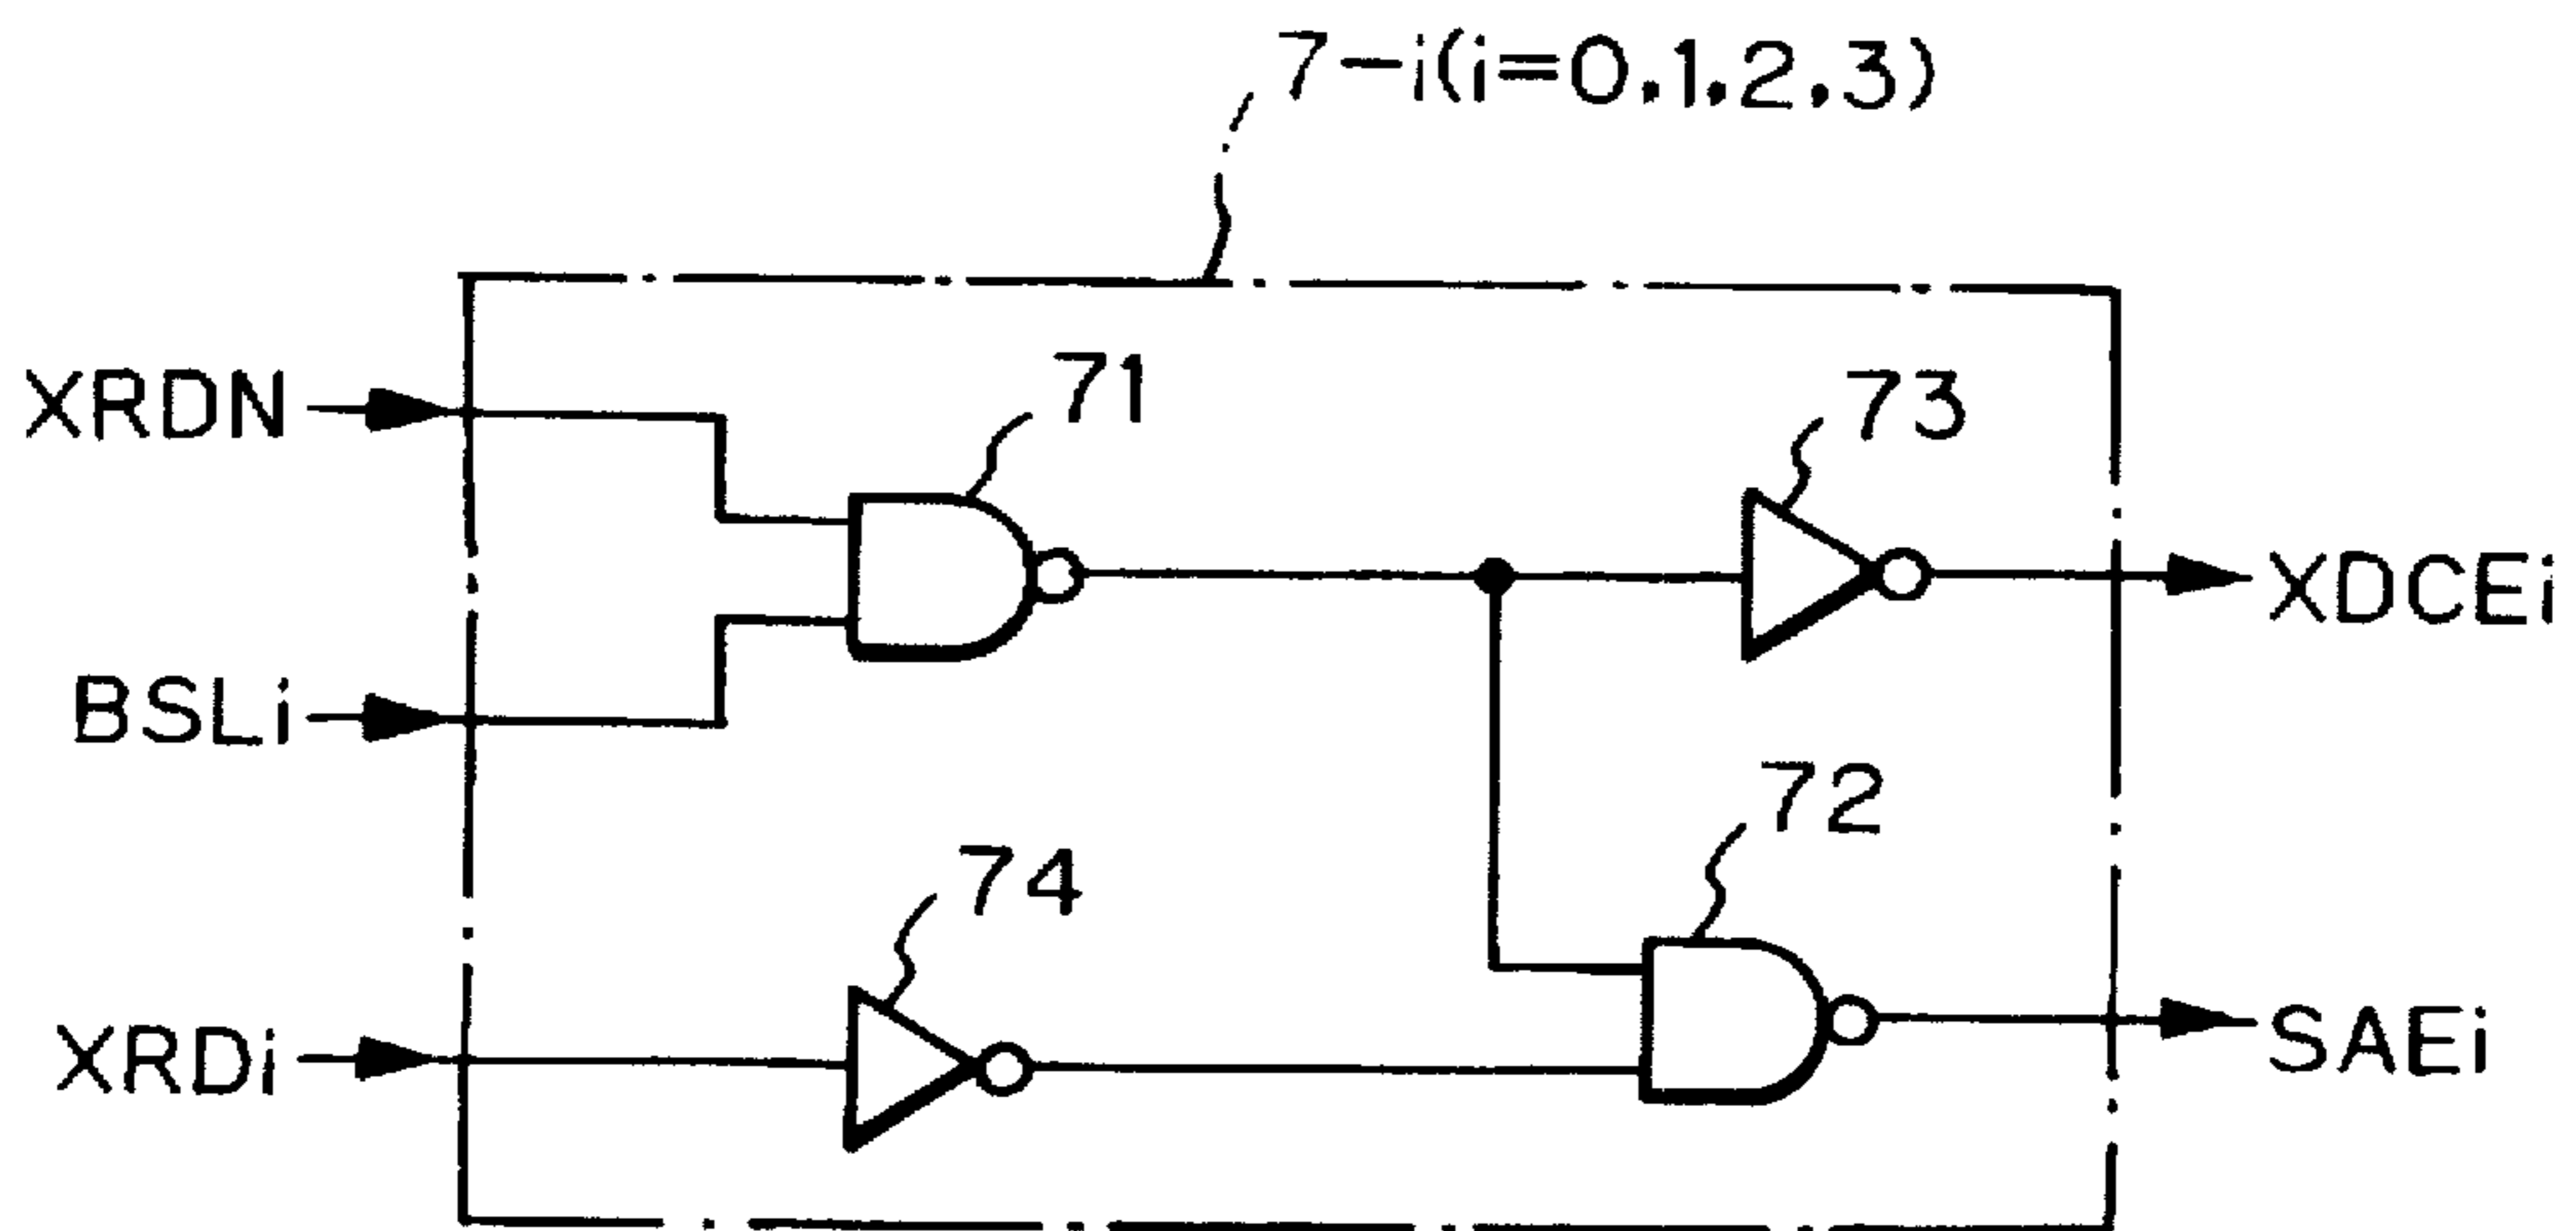 7-i(i=0.1.2.3)
XRDN
71
73
XDCEi
BSLi
72
74
XRDi
SAEi